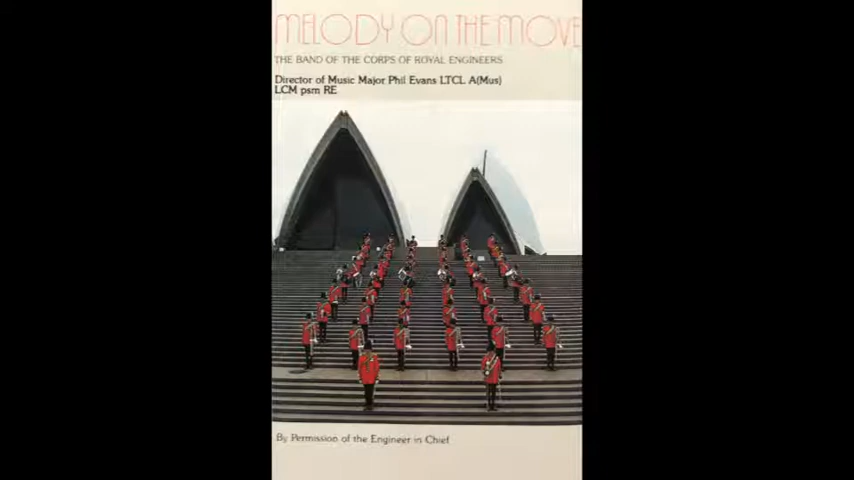 MELODY ON THE MOVE
THE BAND OF THE CORPS OF ROYAL ENGINEERS
Director of Music Major Phil Evans LTCL A(Mus)
LCM psm RE
By Permission of the Engineer in Chief